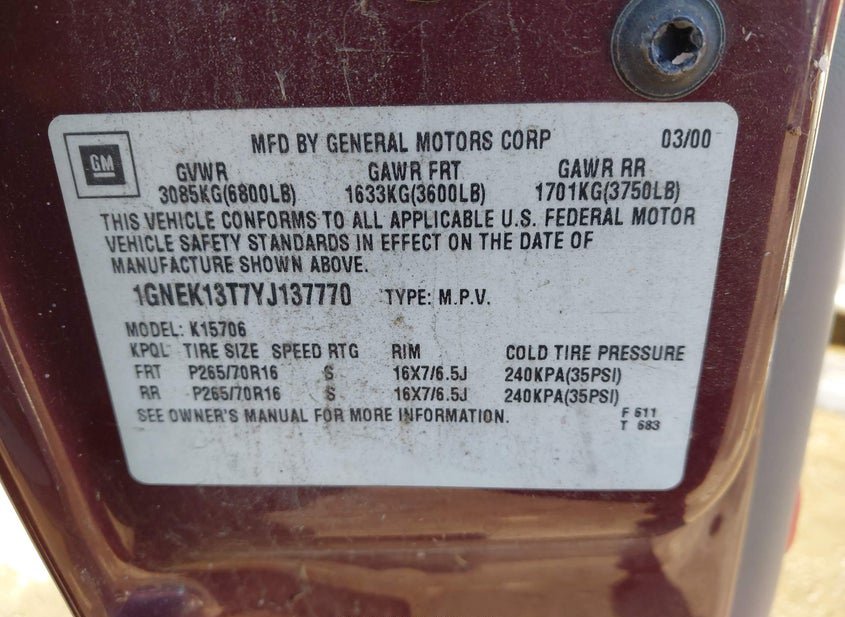 GM
MFD BY GENERAL MOTORS CORP 03/00
GVWR GAWR FRT GAWR RR
3085KG(6800LB) 1633KG(3600LB) 1701KG(3750LB)
THIS VEHICLE CONFORMS TO ALL APPLICABLE U.S. FEDERAL MOTOR
VEHICLE SAFETY STANDARDS IN EFFECT ON THE DATE OF
MANUFACTURE SHOWN ABOVE.
1GNEK13T7YJ137770 TYPE: M.P.V.
MODEL: K15706
KPQL TIRE SIZE SPEED RTG RIM COLD TIRE PRESSURE
FRT P265/70R16 S 16X7/6.5J 240KPA(35PSI)
RR P265/70R16 S 16X7/6.5J 240KPA(35PSI)
SEE OWNER'S MANUAL FOR MORE INFORMATION. F 611
T 683